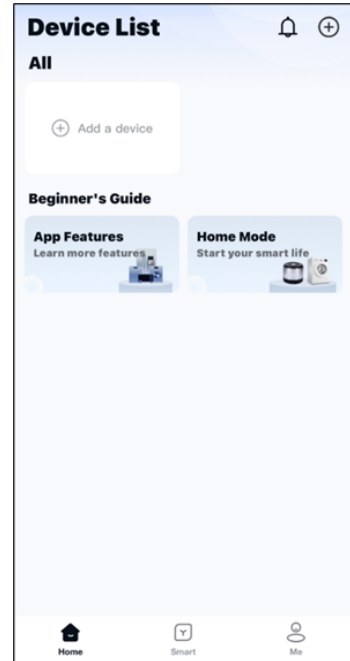 Device List
All
Add a device
Beginner's Guide
App Features
Learn more features
Home Mode
Start your smart life
Home
Smart
Me